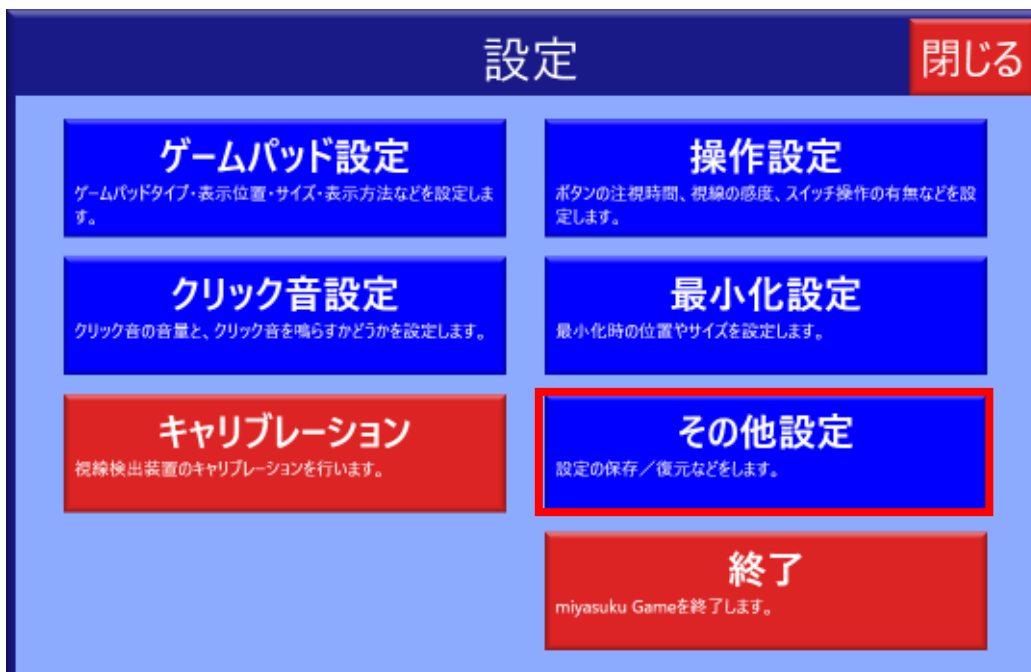 設定
閉じる
ゲームパッド設定
ゲームパッドタイプ・表示位置・サイズ・表示方法などを設定しま
す。
操作設定
ボタンの注視時間、視線の感度、スイッチ操作の有無などを設
定します。
クリック音設定
クリック音の音量と、クリック音を鳴らすかどうかを設定します。
最小化設定
最小化時の位置やサイズを設定します。
キャリブレーション
視線検出装置のキャリブレーションを行います。
その他設定
設定の保存／復元などをします。
終了
miyasuku Gameを終了します。